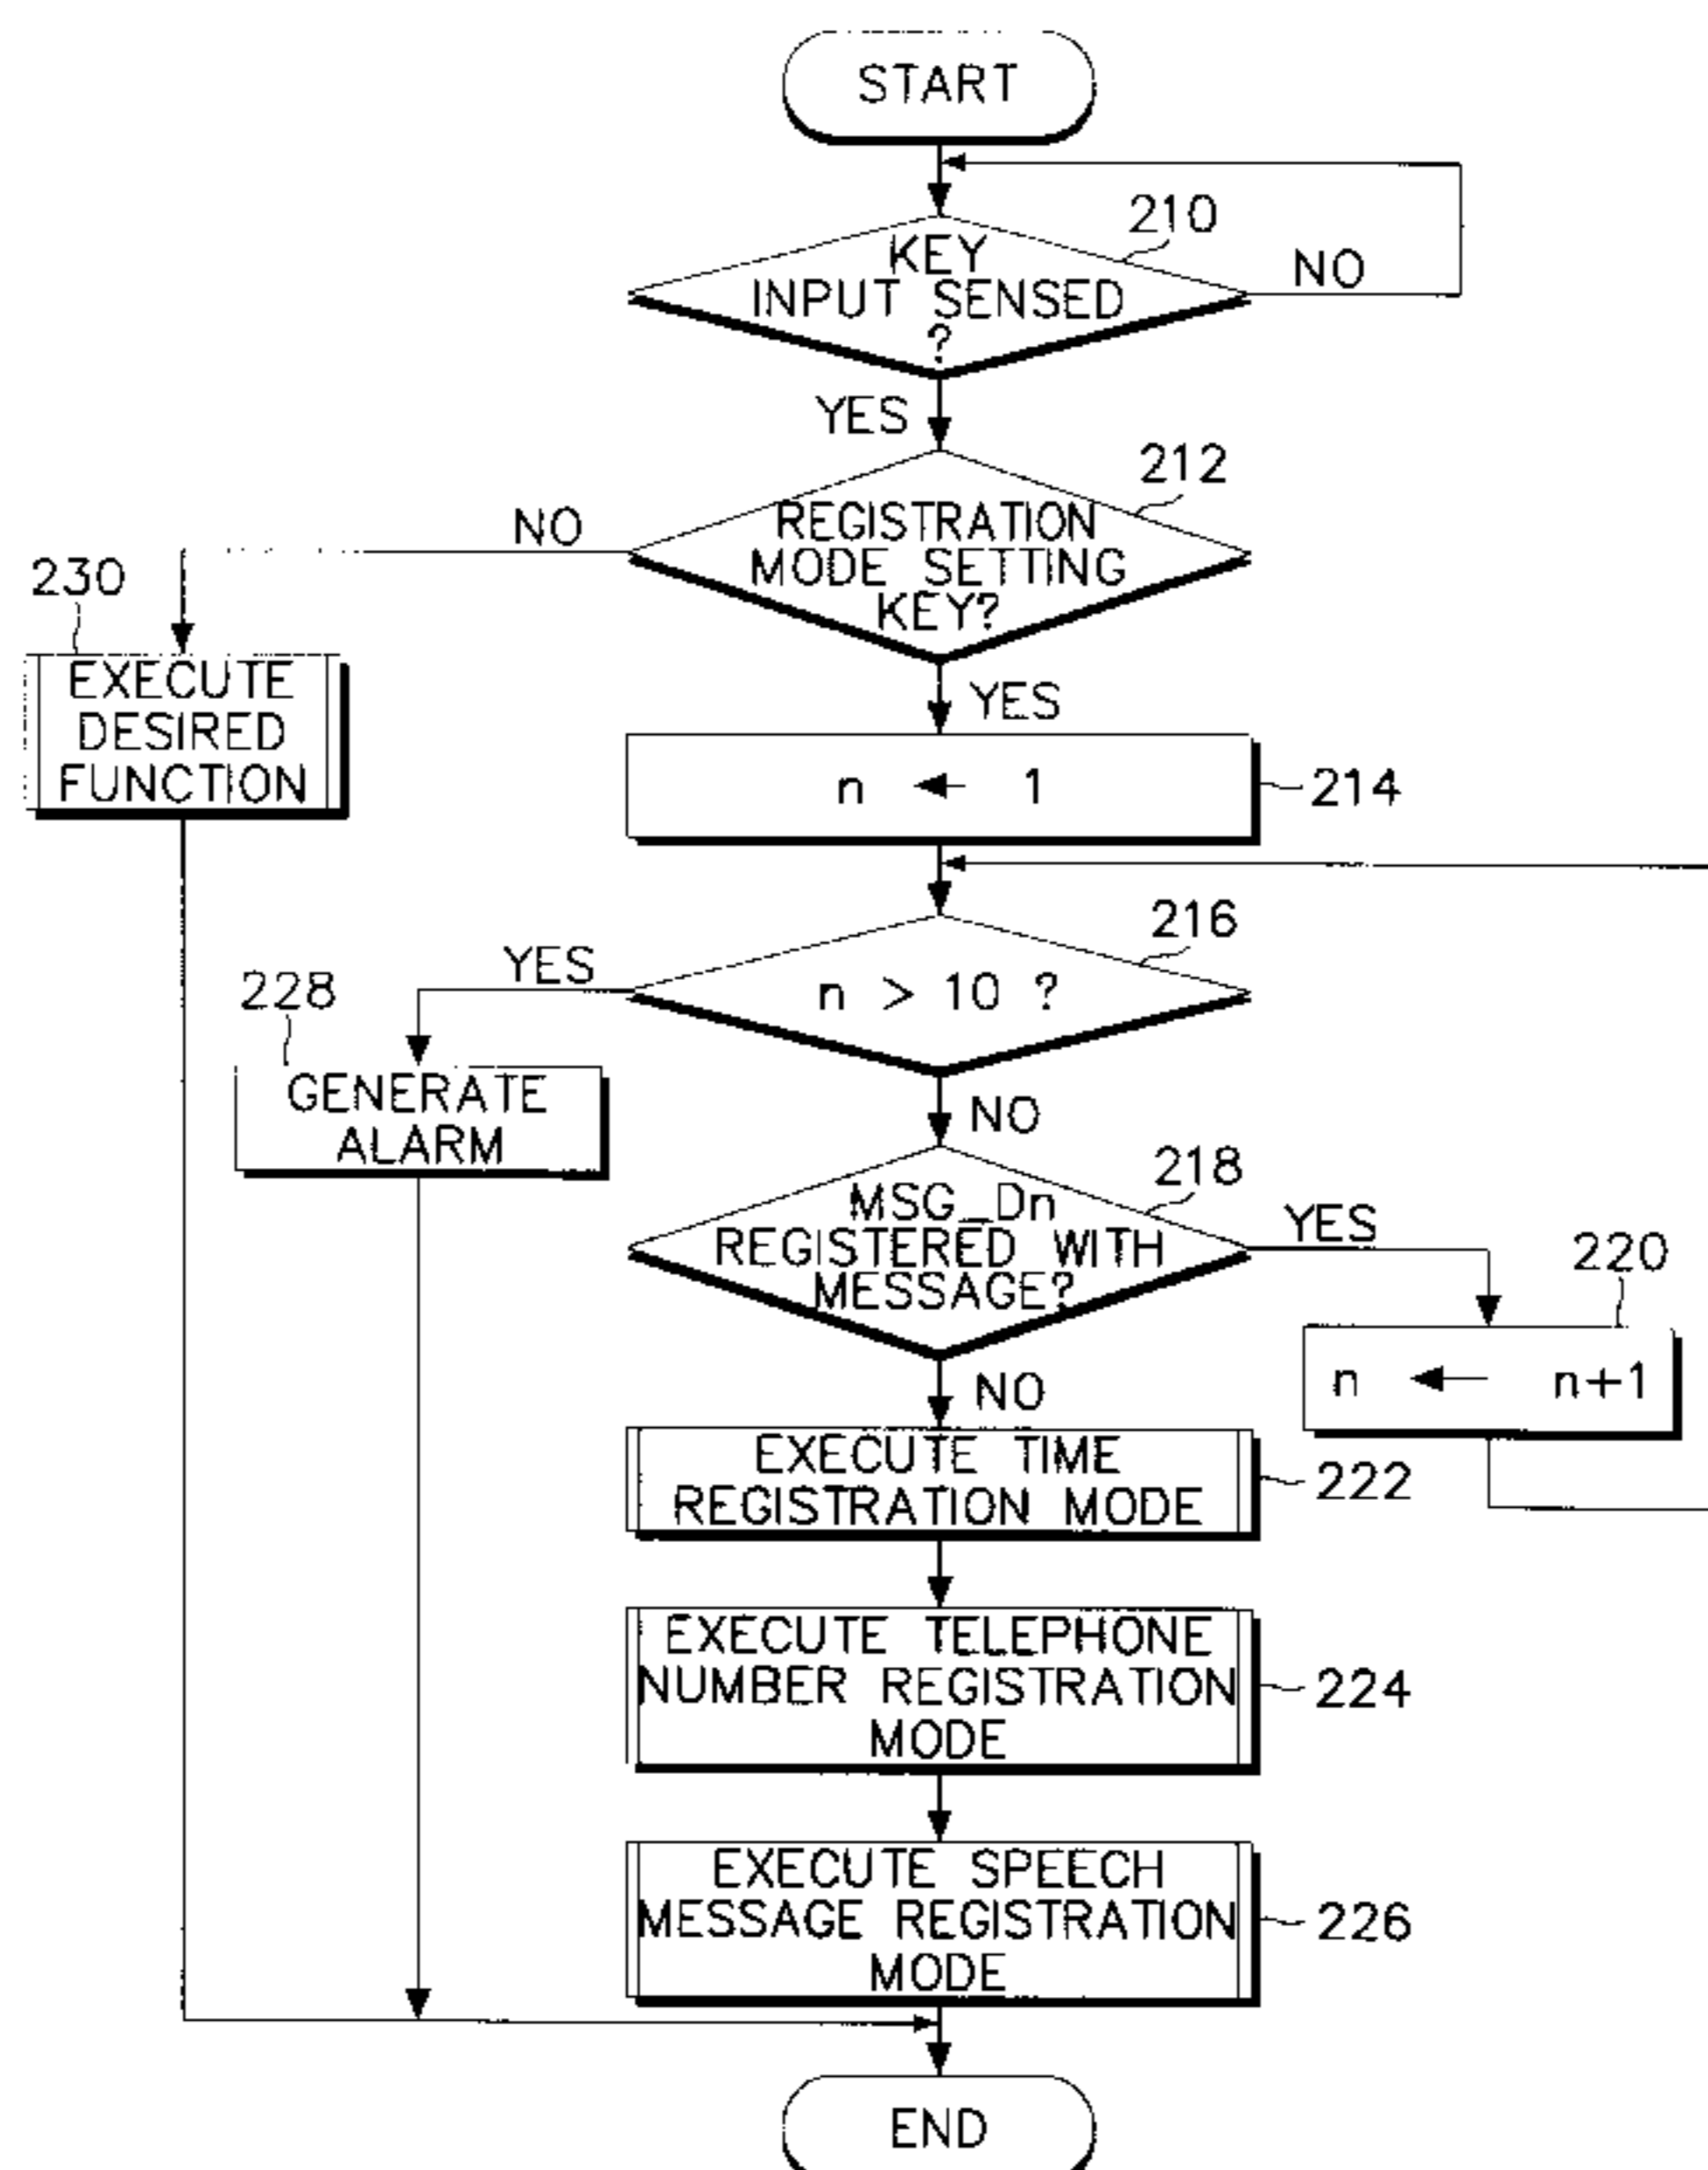 START
210
KEY
INPUT SENSED
?
NO
YES
212
REGISTRATION
MODE SETTING
KEY?
NO
230
EXECUTE
DESIRED
FUNCTION
YES
n ← 1
214
216
n > 10 ?
YES
228
GENERATE
ALARM
NO
218
MSG_Dn
REGISTERED WITH
MESSAGE?
YES
220
n ← n+1
NO
EXECUTE TIME
REGISTRATION MODE
222
EXECUTE TELEPHONE
NUMBER REGISTRATION
MODE
224
EXECUTE SPEECH
MESSAGE REGISTRATION
MODE
226
END